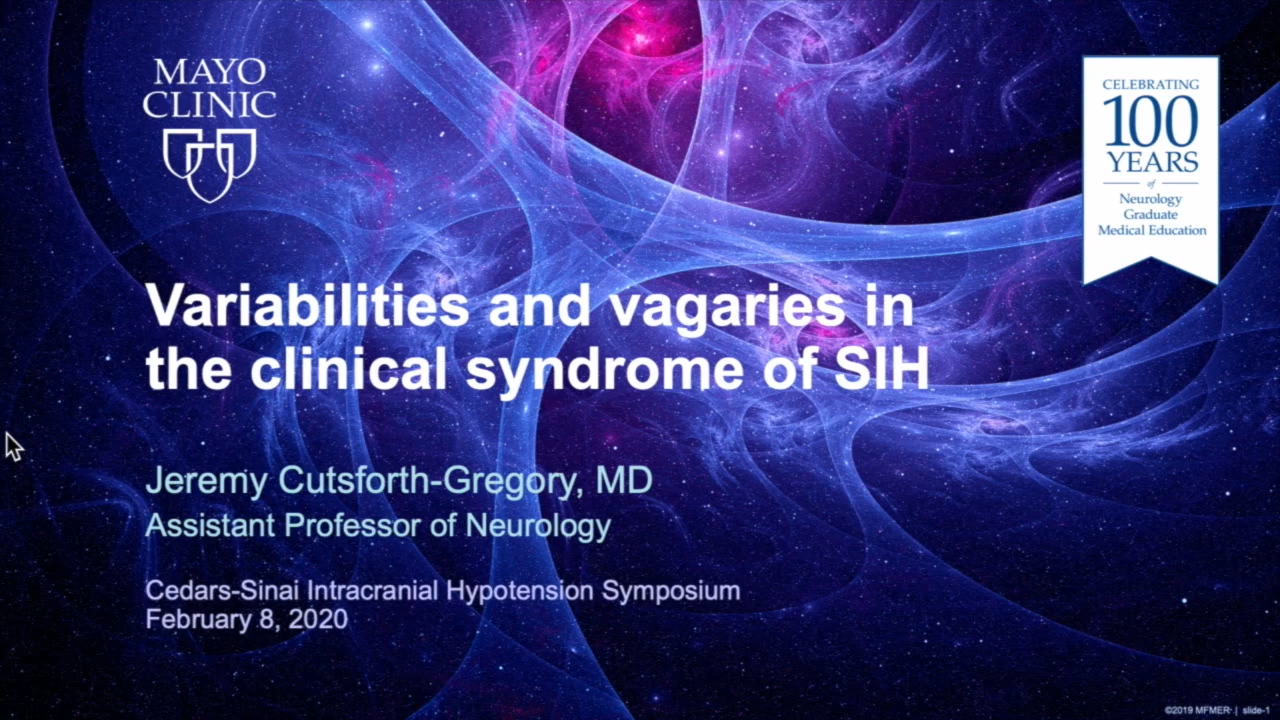 MAYO
CLINIC
CELEBRATING
100
YEARS
of
Neurology
Graduate
Medical Education
Variabilities and vagaries in
the clinical syndrome of SIH
Jeremy Cutsforth-Gregory, MD
Assistant Professor of Neurology
Cedars-Sinai Intracranial Hypotension Symposium
February 8, 2020
©2019 MFMER | slide-1